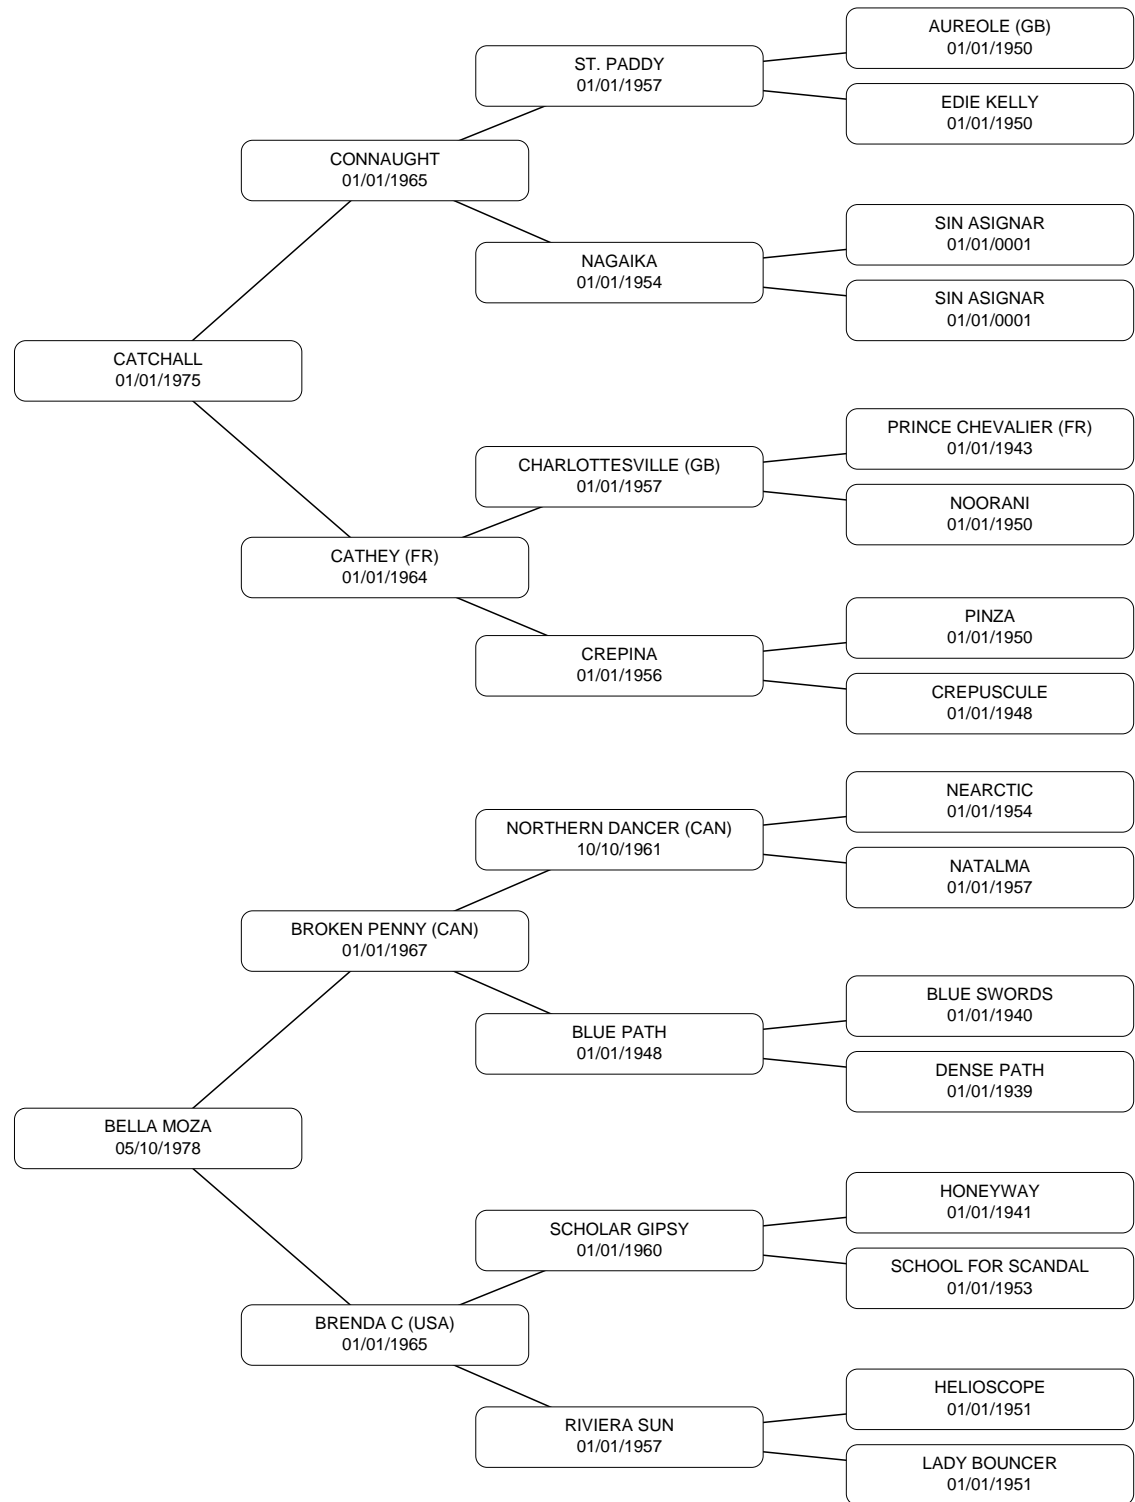 AUREOLE (GB)
01/01/1950
ST. PADDY
01/01/1957
EDIE KELLY
01/01/1950
CONNAUGHT
01/01/1965
SIN ASIGNAR
01/01/0001
NAGAIKA
01/01/1954
SIN ASIGNAR
01/01/0001
CATCHALL
01/01/1975
PRINCE CHEVALIER (FR)
01/01/1943
CHARLOTTESVILLE (GB)
01/01/1957
NOORANI
01/01/1950
CATHEY (FR)
01/01/1964
PINZA
01/01/1950
CREPINA
01/01/1956
CREPUSCULE
01/01/1948
NEARCTIC
01/01/1954
NORTHERN DANCER (CAN)
10/10/1961
NATALMA
01/01/1957
BROKEN PENNY (CAN)
01/01/1967
BLUE SWORDS
01/01/1940
BLUE PATH
01/01/1948
DENSE PATH
01/01/1939
BELLA MOZA
05/10/1978
HONEYWAY
01/01/1941
SCHOLAR GIPSY
01/01/1960
SCHOOL FOR SCANDAL
01/01/1953
BRENDA C (USA)
01/01/1965
HELIOSCOPE
01/01/1951
RIVIERA SUN
01/01/1957
LADY BOUNCER
01/01/1951